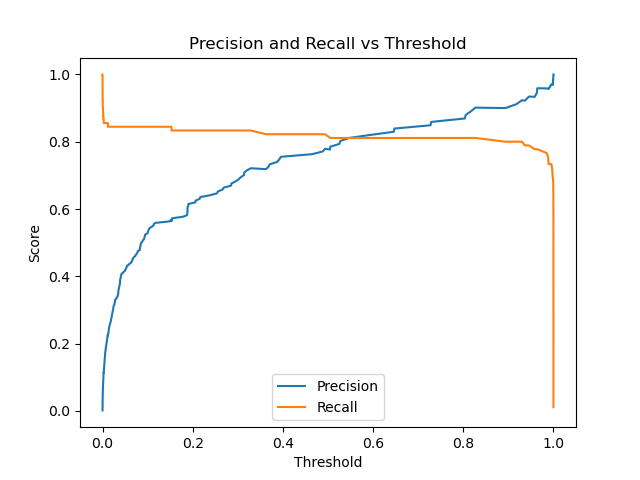 Precision and Recall vs Threshold
1.0
0.8
0.6
0.4
0.2
0.0
Score
Precision
Recall
0.0 0.2 0.4 0.6 0.8 1.0
Threshold